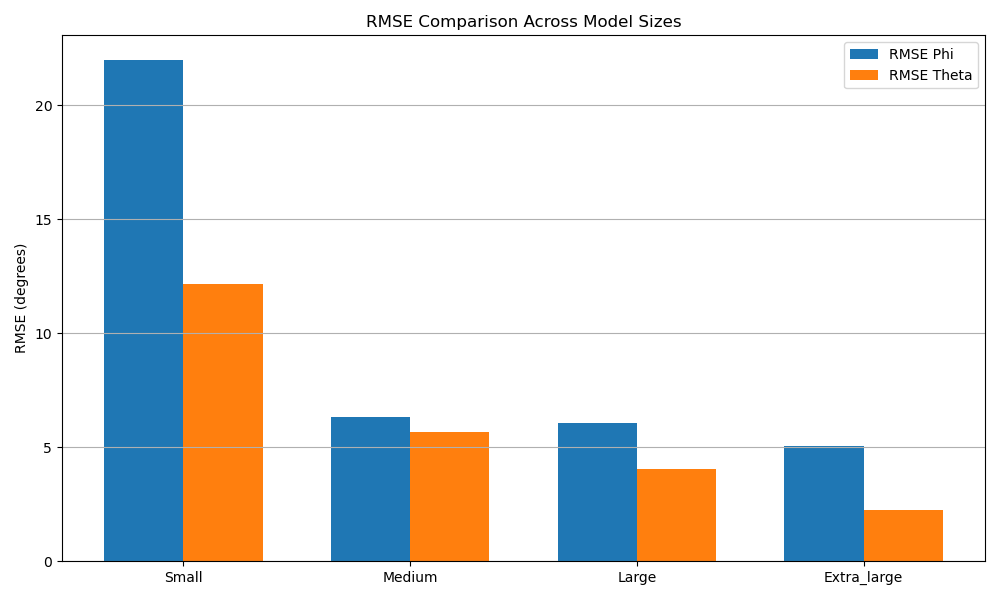 RMSE Comparison Across Model Sizes
RMSE Phi
RMSE Theta
RMSE (degrees)
20
15
10
5
0
Small
Medium
Large
Extra_large